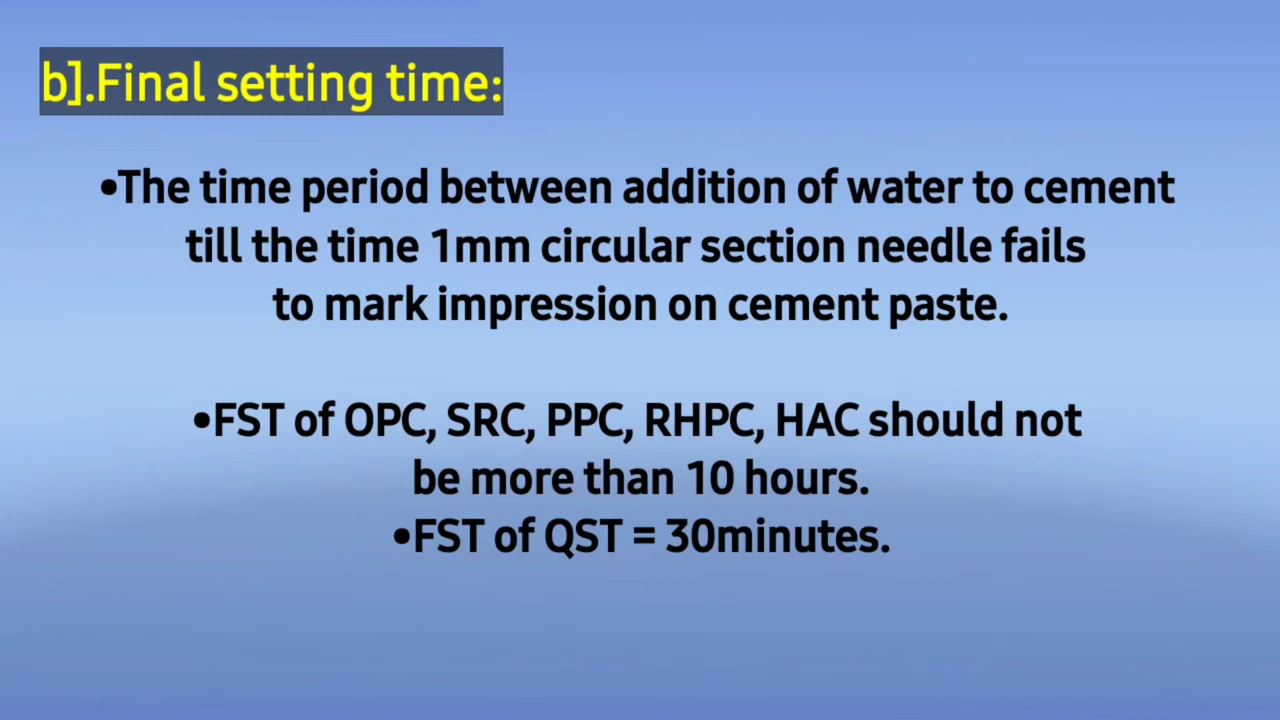 b].Final setting time:
•The time period between addition of water to cement
till the time 1mm circular section needle fails
to mark impression on cement paste.
•FST of OPC, SRC, PPC, RHPC, HAC should not
be more than 10 hours.
•FST of QST = 30minutes.